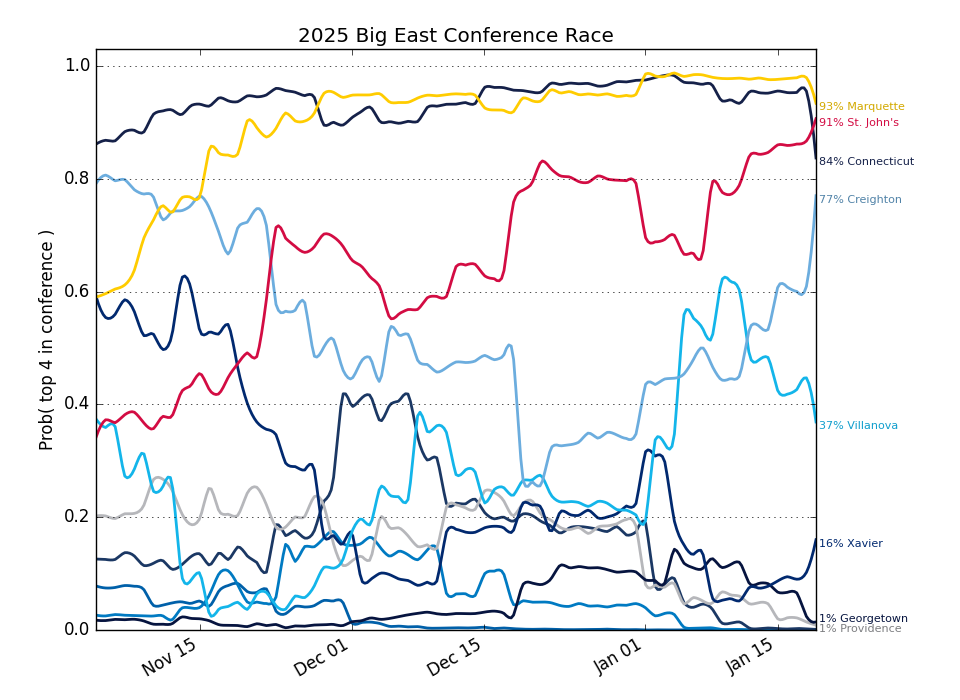 2025 Big East Conference Race
Prob( top 4 in conference )
1.0
0.8
0.6
0.4
0.2
0.0
93% Marquette
91% St. John's
84% Connecticut
77% Creighton
37% Villanova
16% Xavier
1% Georgetown
1% Providence
Nov 15
Dec 01
Dec 15
Jan 01
Jan 15